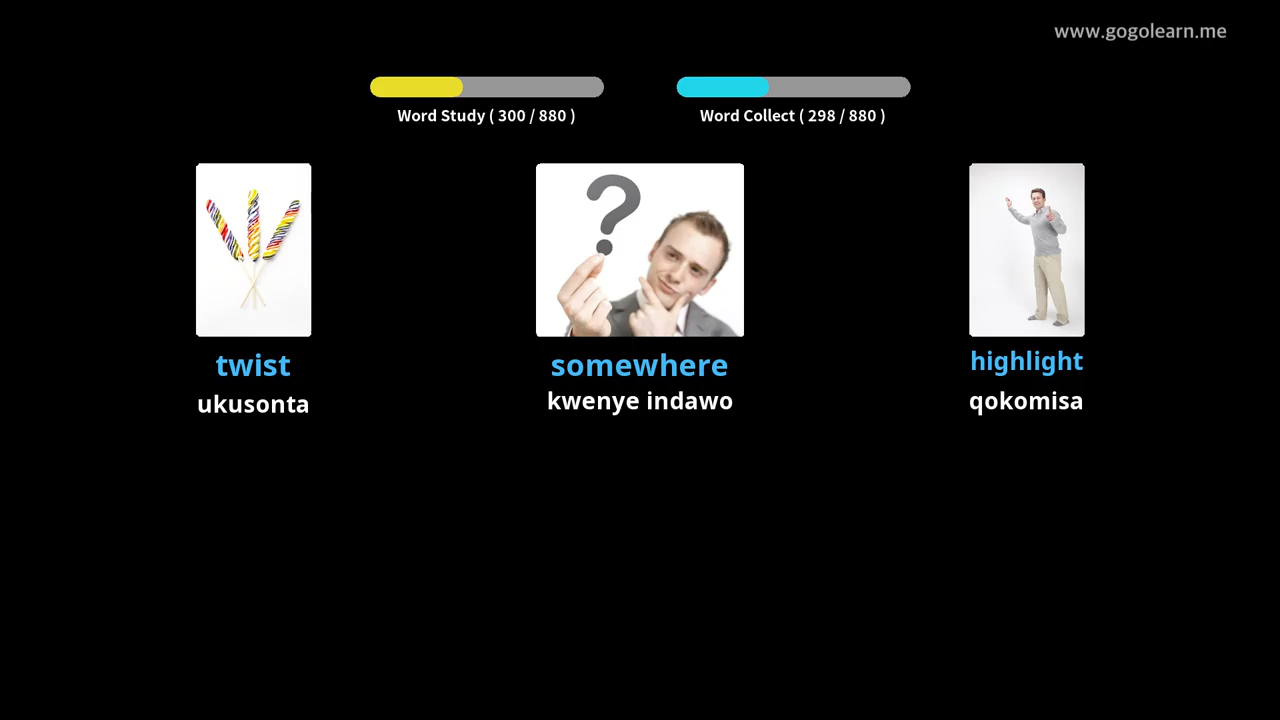 www.gogolearn.me
Word Study ( 300 / 880 )
Word Collect ( 298 / 880 )
?
twist
ukusonta
somewhere
kwenye indawo
highlight
qokomisa